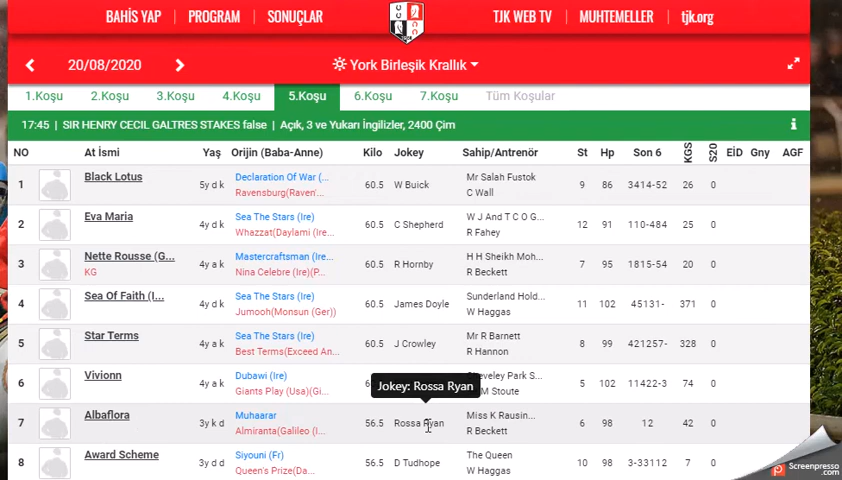 BAHİS YAP PROGRAM SONUÇLAR TJK WEB TV MUHTEMELLER tjk.org
20/08/2020 York Birleşik Krallık
1.Koşu 2.Koşu 3.Koşu 4.Koşu 5.Koşu 6.Koşu 7.Koşu Tüm Koşular
17:45 | SIR HENRY CECIL GALTRES STAKES false | Açık, 3 ve Yukarı İngilizler, 2400 Çim
NO At İsmi Yaş Orijin (Baba-Anne) Kilo Jokey Sahip/Antrenör St Hp Son 6 KGS S20 EİD Gny AGF
1 Black Lotus 5y d k Declaration Of War (... 60.5 W Buick Mr Salah Fustok 9 86 3414-52 26 0
Ravensburg(Raven'... C Wall
2 Eva Maria 4y d k Sea The Stars (Ire) 60.5 C Shepherd W J And T C O G... 12 91 110-484 25 0
Whazzat(Daylami (Ire... R Fahey
3 Nette Rousse (G... 4y a k Mastercraftsman (Ire... 60.5 R Hornby H H Sheikh Moh... 7 95 1815-54 20 0
KG Nina Celebre (Ire)(P... R Beckett
4 Sea Of Faith (I... 4y d k Sea The Stars (Ire) 60.5 James Doyle Sunderland Hold... 11 102 45131- 371 0
Jumooh(Monsun (Ger)) W Haggas
5 Star Terms 4y a k Sea The Stars (Ire) 60.5 J Crowley Mr R Barnett 8 99 421257- 328 0
Best Terms(Exceed An... R Hannon
6 Vivionn 4y a k Dubawi (Ire) 5 102 11422-3 74 0
Giants Play (Usa)(Gi... Stoute
Jokey: Rossa Ryan
7 Albaflora 3y k d Muhaarar 56.5 Rossa Ryan Miss K Rausin... 6 98 12 42 0
Almiranta(Galileo (I... R Beckett
8 Award Scheme 3y d d Siyouni (Fr) 56.5 D Tudhope The Queen 10 98 3-33112 7 0
Queen's Prize(Da... W Haggas
Screenpresso
.com